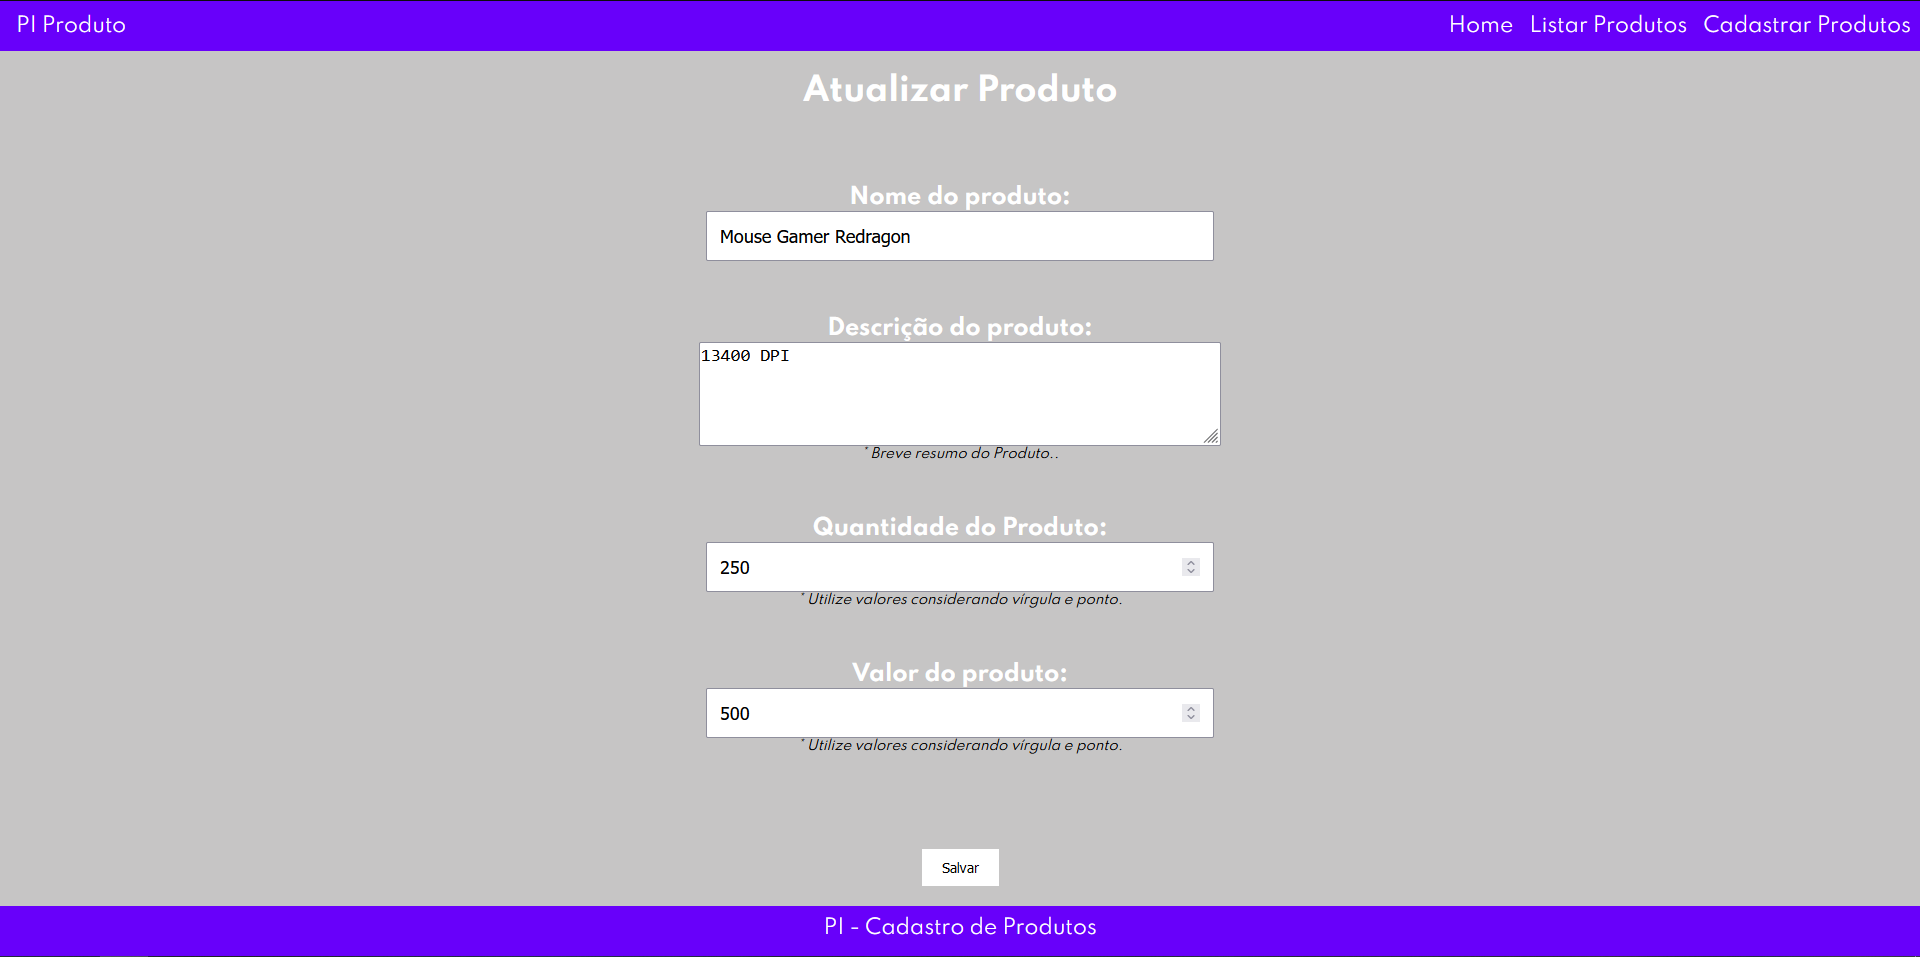 PI Produto
Home Listar Produtos Cadastrar Produtos
Atualizar Produto
Nome do produto:
Mouse Gamer Redragon
Descrição do produto:
13400 DPI
* Breve resumo do Produto..
Quantidade do Produto:
250
* Utilize valores considerando vírgula e ponto.
Valor do produto:
500
* Utilize valores considerando vírgula e ponto.
Salvar
PI - Cadastro de Produtos